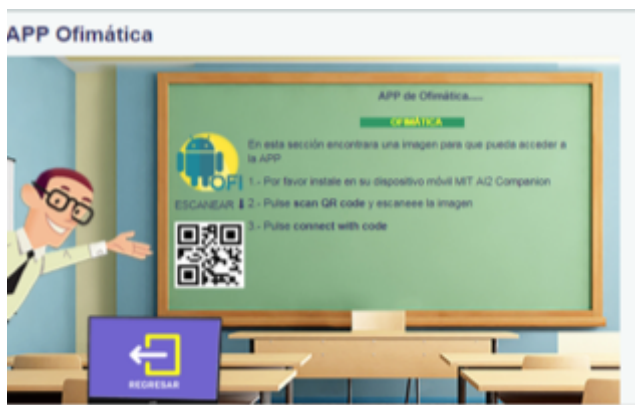 APP Ofimática
APP de Ofimática.....
OFIMÁTICA
En esta sección encontrara una imagen para que pueda acceder a
la APP
OFI
1.- Por favor instale en su dispositivo móvil MIT AI2 Companion
ESCANEAR
2.- Pulse scan QR code y escaneee la imagen
3.- Pulse connect with code
REGRESAR